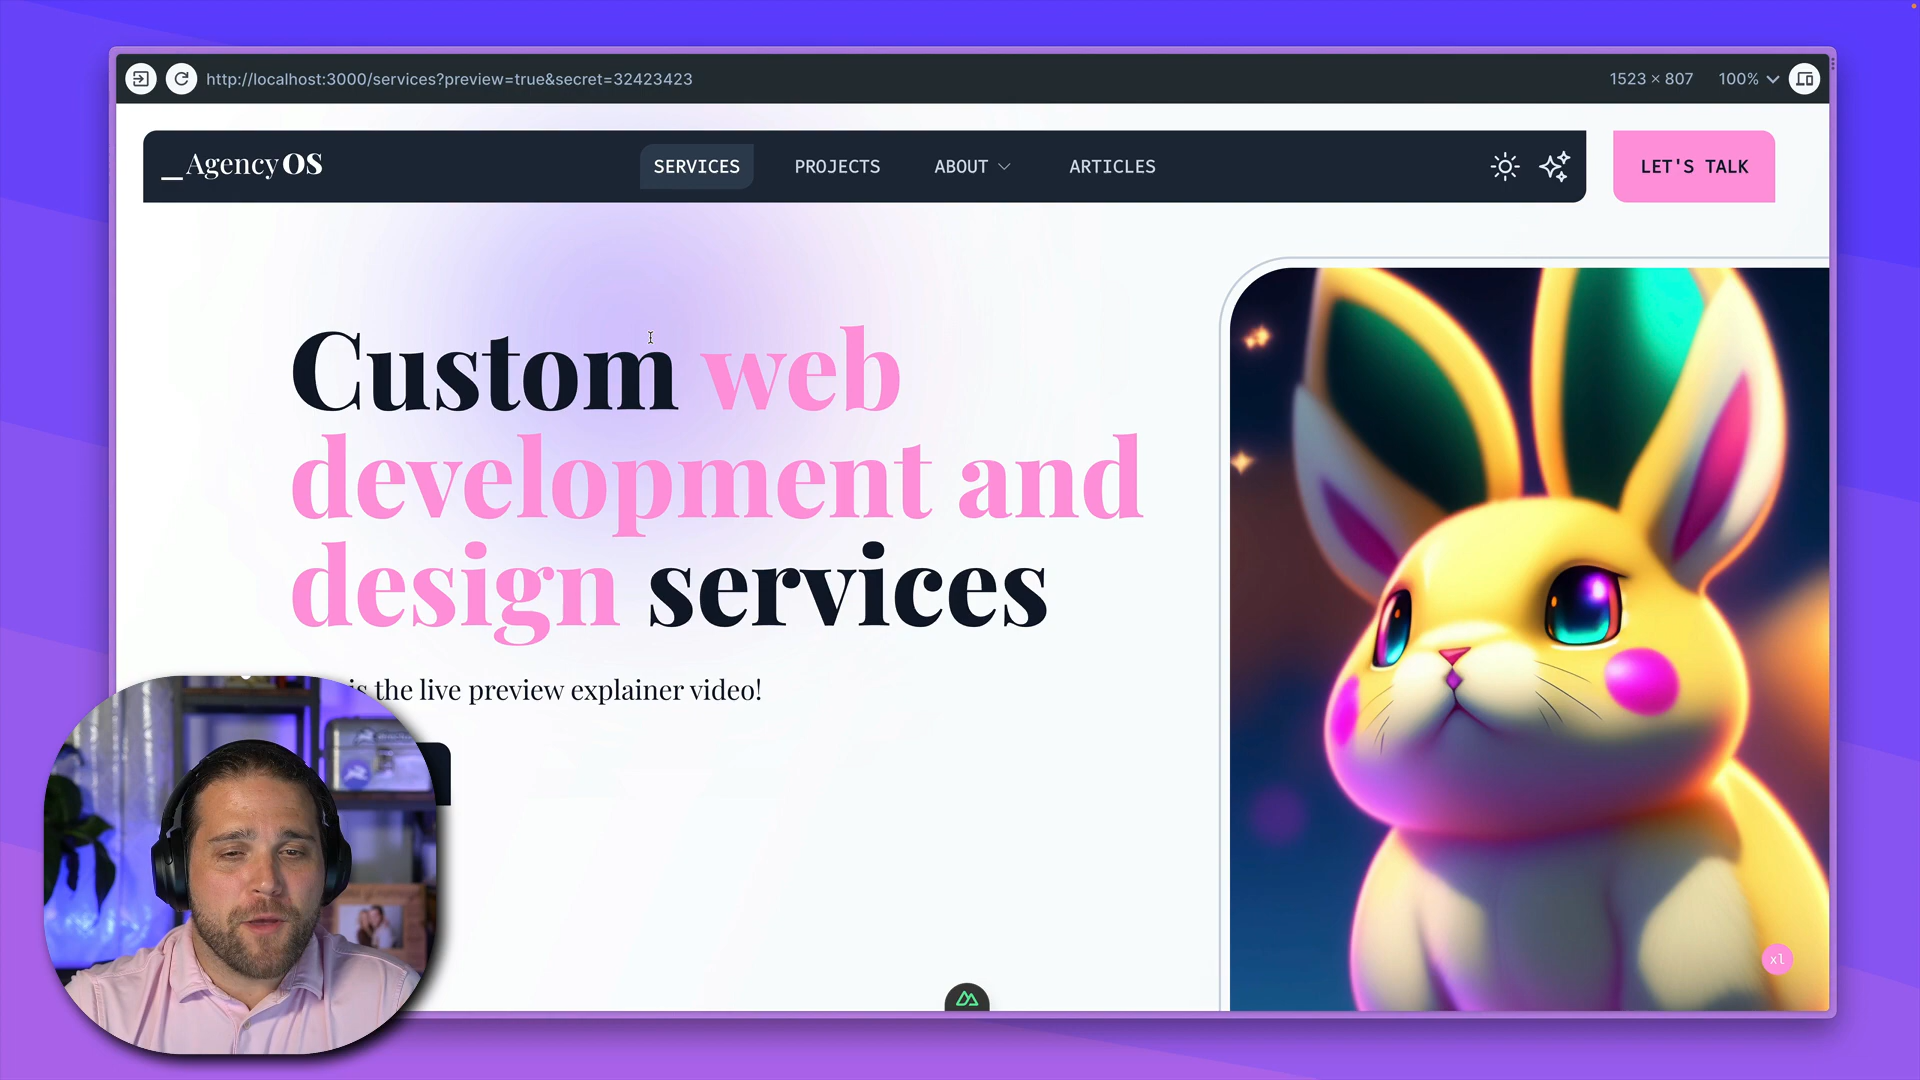 http://localhost:3000/services?preview=true&secret=32423423
1523 × 807
100%
_AgencyOS
SERVICES
PROJECTS
ABOUT
ARTICLES
LET'S TALK
Custom web
development and
design services
is the live preview explainer video!
xl